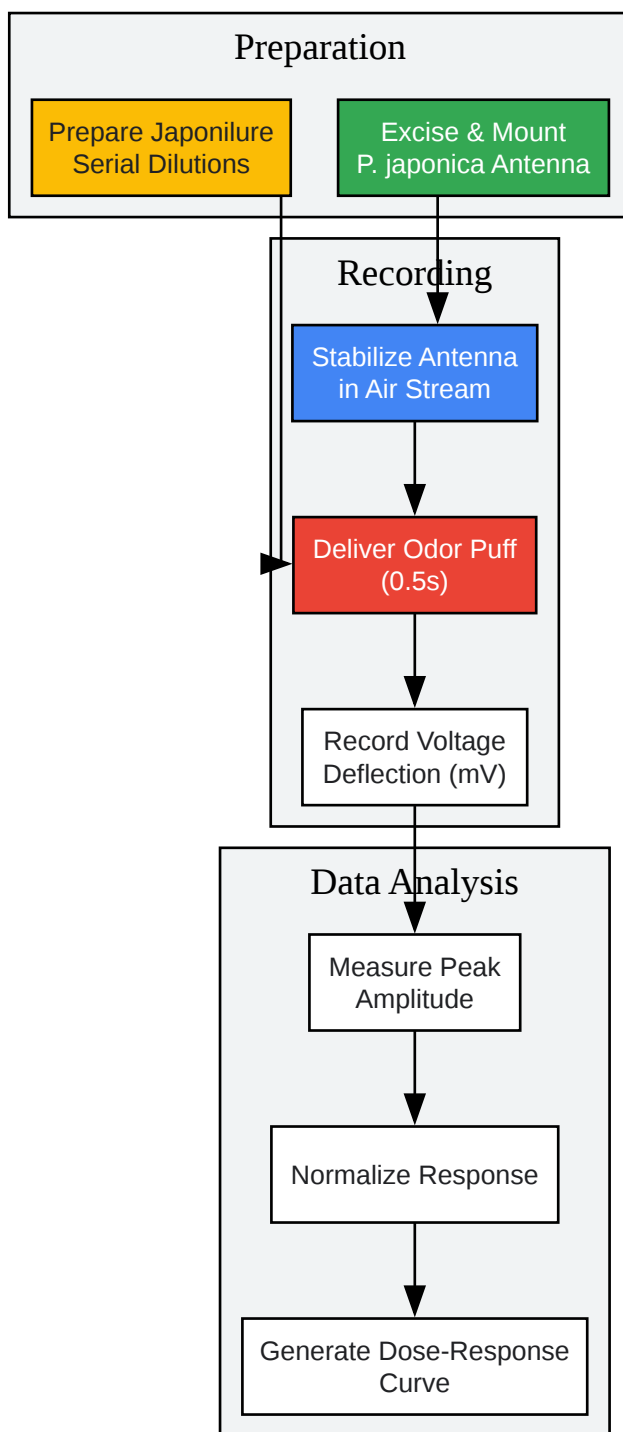 Preparation
Prepare Japonilure
Serial Dilutions
Excise & Mount
P. japonica Antenna
Recording
Stabilize Antenna
in Air Stream
Deliver Odor Puff
(0.5s)
Record Voltage
Deflection (mV)
Data Analysis
Measure Peak
Amplitude
Normalize Response
Generate Dose-Response
Curve